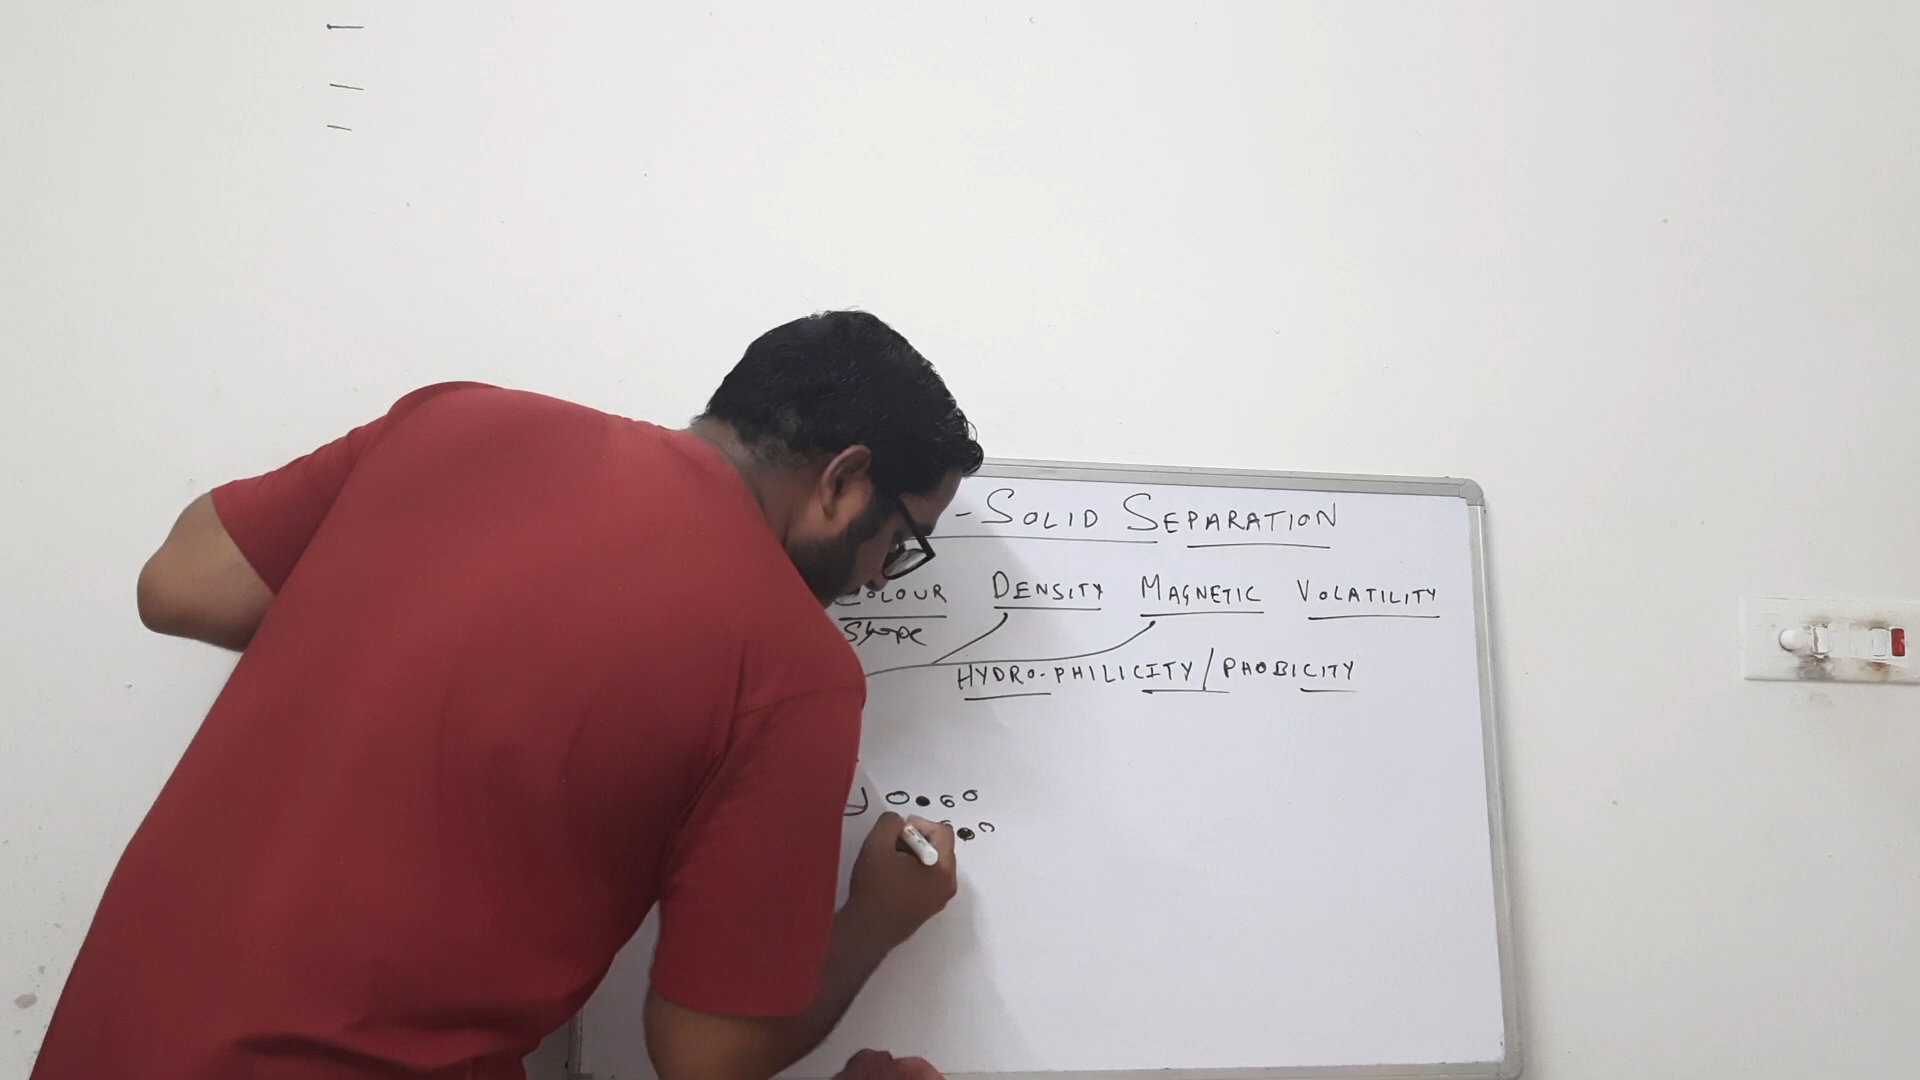 -SOLID SEPARATION
COLOUR DENSITY MAGNETIC VOLATILITY
Shape
HYDRO-PHILICITY/PHOBICITY